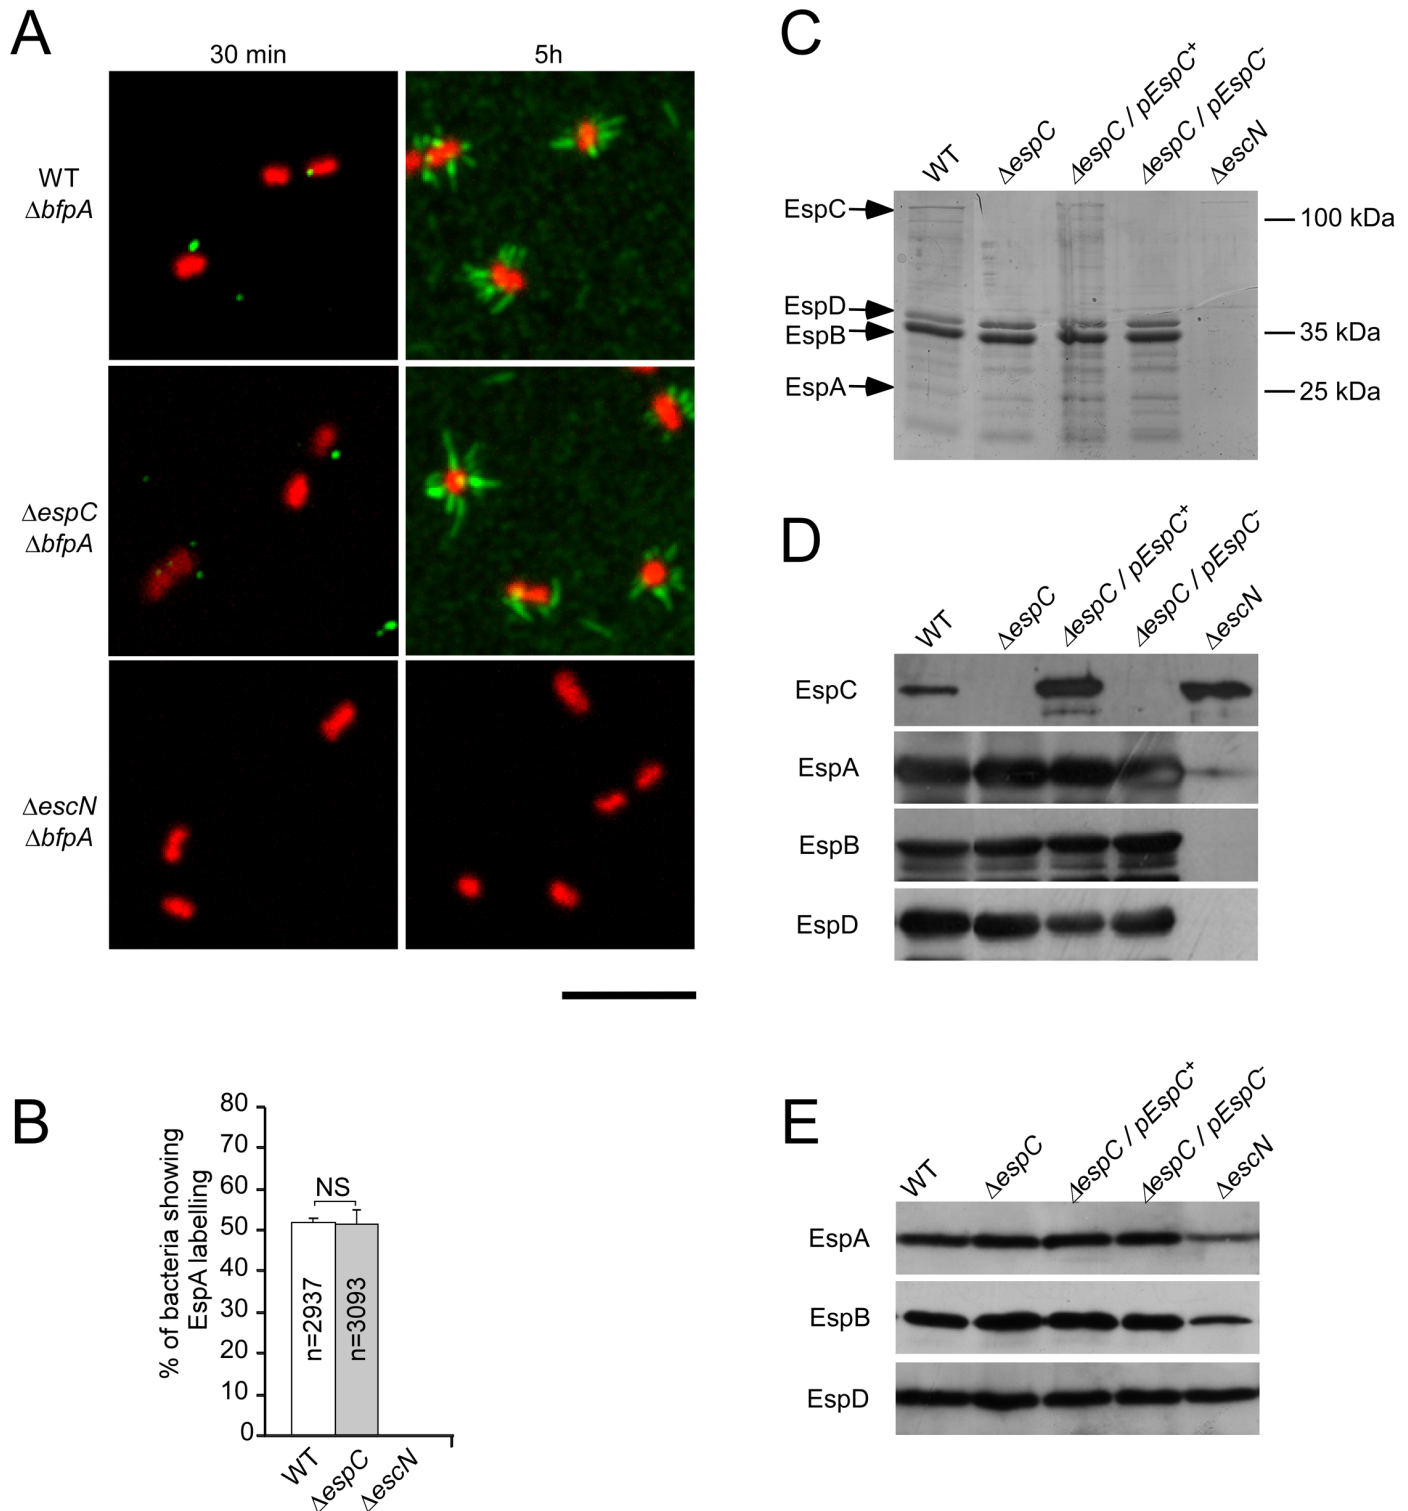 A
30 min
5h
WT
ΔbfpA
ΔespC
ΔbfpA
ΔescN
ΔbfpA
B
% of bacteria showing
EspA labelling
80
70
60
50
40
30
20
10
0
NS
n=2937
n=3093
WT
ΔespC
ΔescN
C
WT
ΔespC
ΔespC / pEspC⁺
ΔespC / pEspC⁻
ΔescN
EspC
EspD
EspB
EspA
100 kDa
35 kDa
25 kDa
D
WT
ΔespC
ΔespC / pEspC⁺
ΔespC / pEspC⁻
ΔescN
EspC
EspA
EspB
EspD
E
WT
ΔespC
ΔespC / pEspC⁺
ΔespC / pEspC⁻
ΔescN
EspA
EspB
EspD